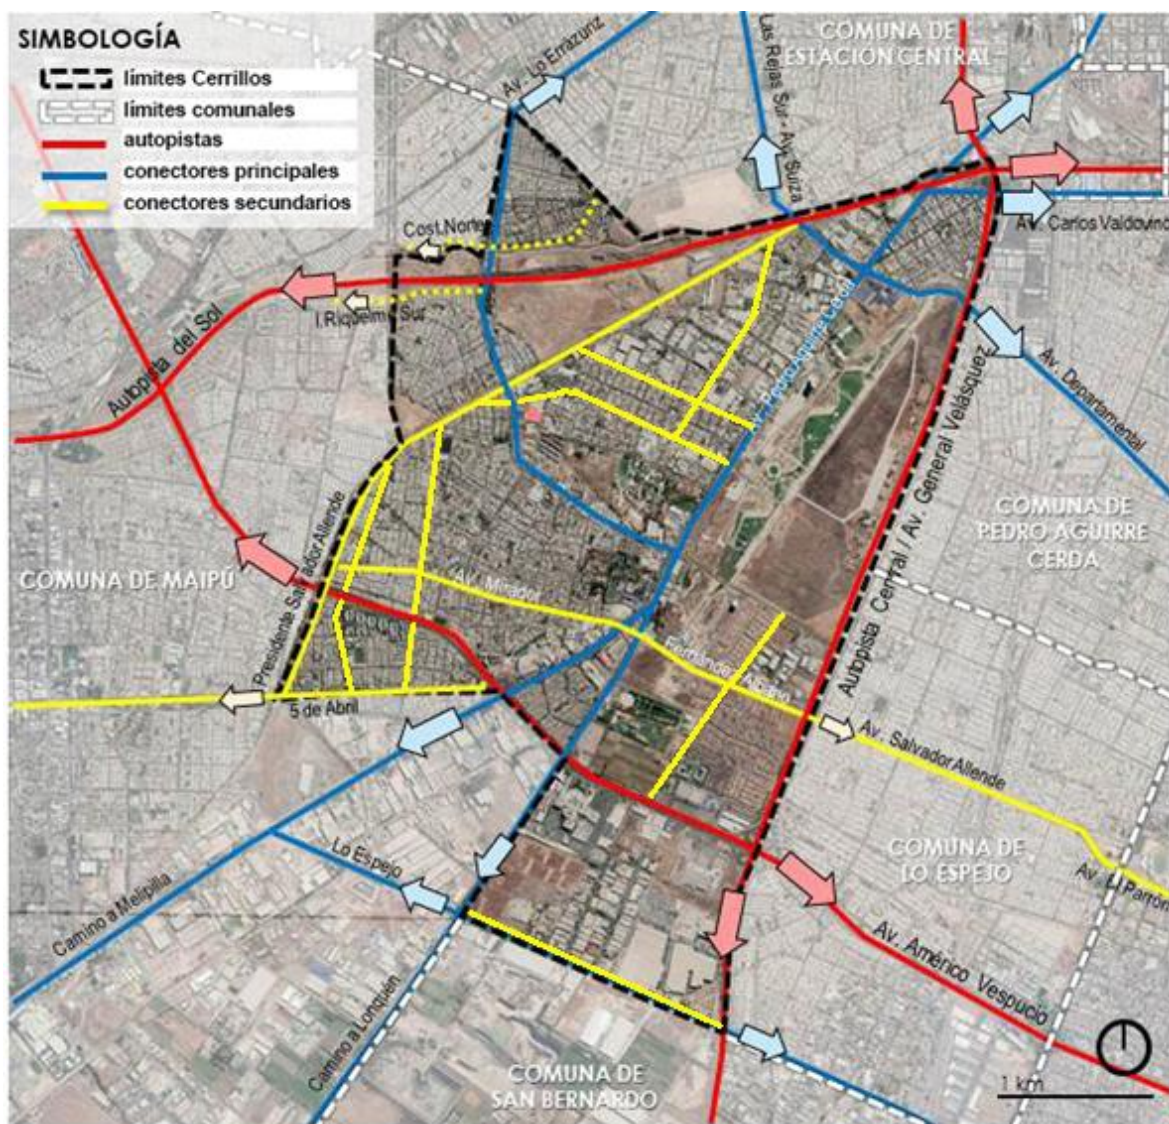 SIMBOLOGÍA
límites Cerrillos
límites comunales
autopistas
conectores principales
conectores secundarios
Av. Lo Errazuriz
Las Rejas Sur - Av. Suiza
COMUNA DE
ESTACIÓN CENTRAL
Av. Carlos Valdovino
Cost.Norte
I.Riquelme Sur
Autopista del Sol
Av. Pedro Aguirre Cerda
Av. Departamental
Autopista Central / Av. General Velásquez
COMUNA DE
PEDRO AGUIRRE
CERDA
COMUNA DE MAIPÚ
Presidente Salvador Allende
Av. Mirador
Fernández Albano
5 de Abril
Av. Salvador Allende
COMUNA DE
LO ESPEJO
Av. El Parrón
Lo Espejo
Camino a Melipilla
Av. Américo Vespucio
Camino a Lonquén
COMUNA DE
SAN BERNARDO
1 km